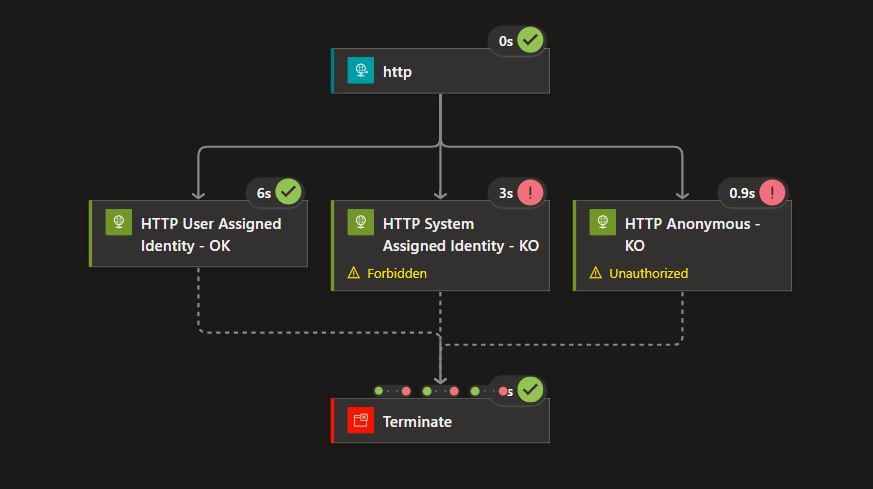 0s
http
6s
HTTP User Assigned
Identity - OK
3s
HTTP System
Assigned Identity - KO
Forbidden
0.9s
HTTP Anonymous -
KO
Unauthorized
s
Terminate